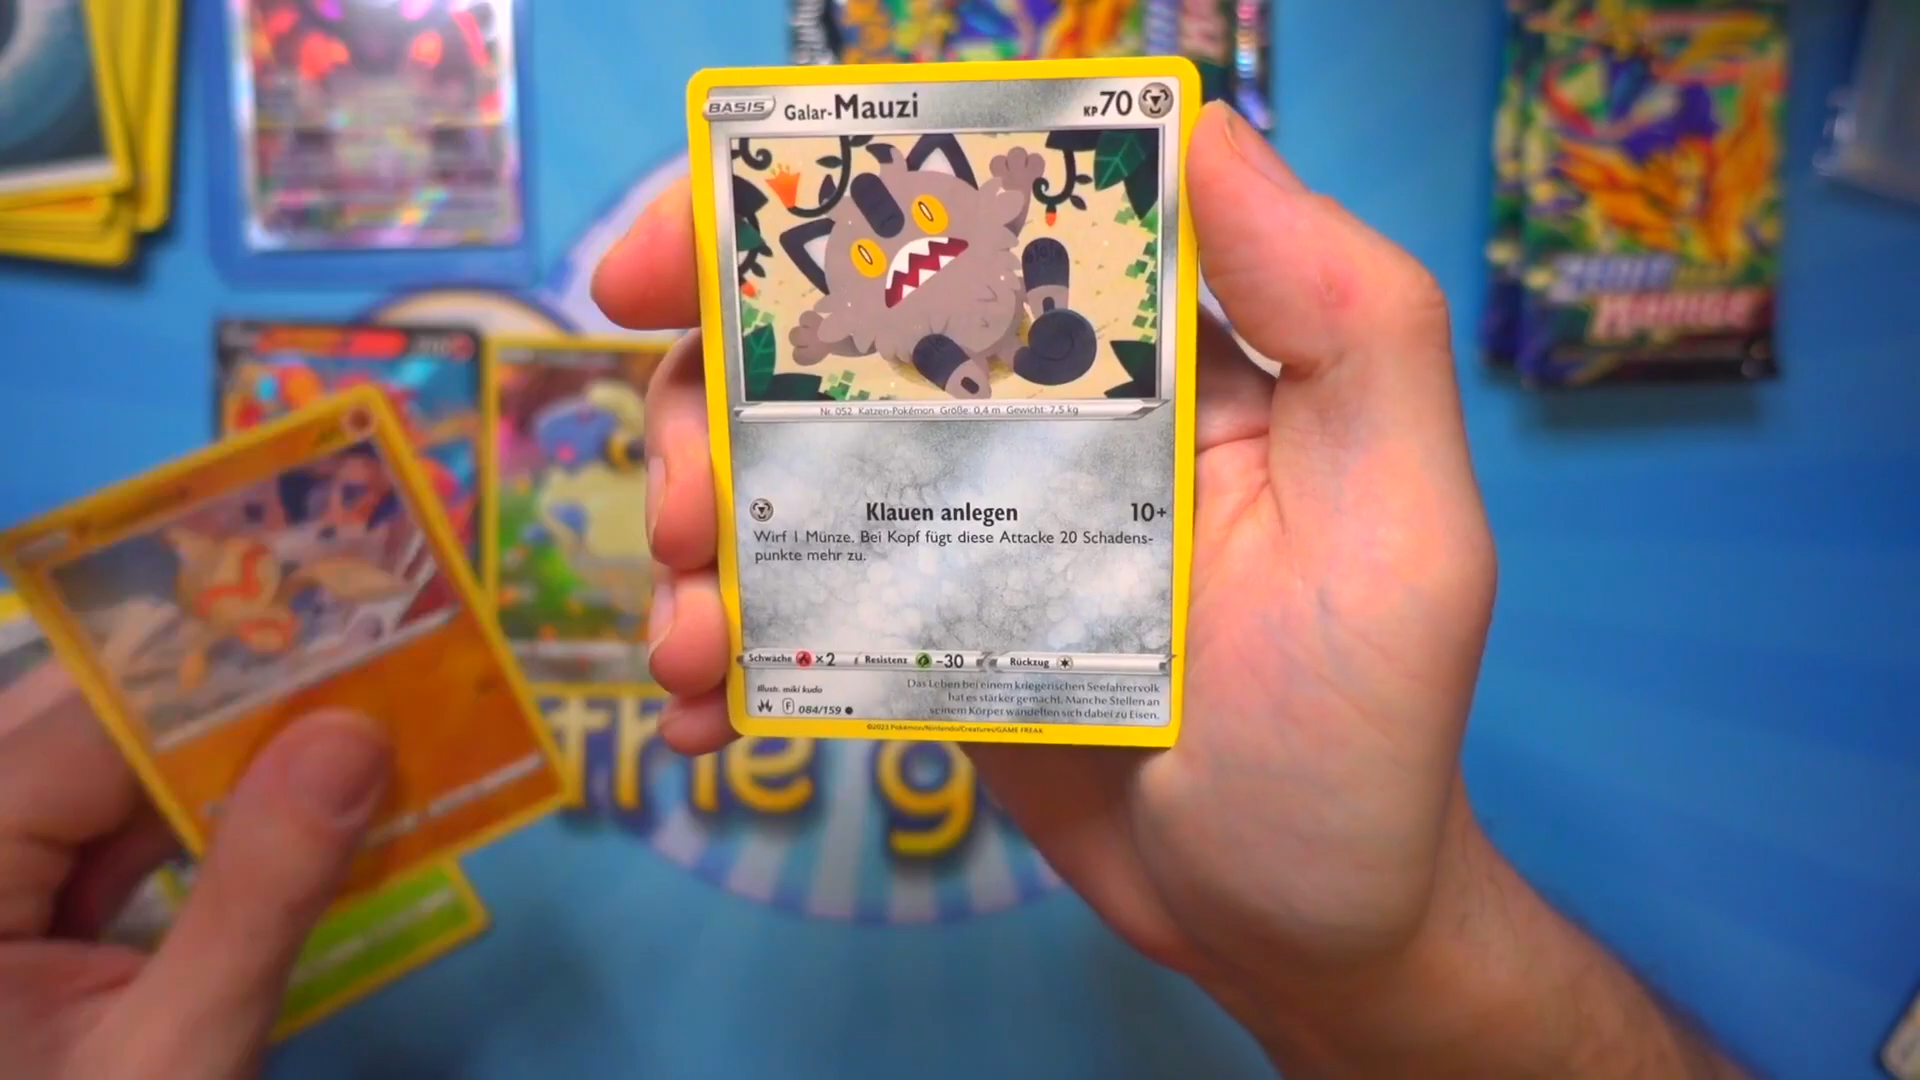 BASIS Galar-Mauzi KP70
Nr. 052 Katzen-Pokémon Größe: 0,4 m Gewicht: 7,5 kg
Klauen anlegen 10+
Wirf 1 Münze. Bei Kopf fügt diese Attacke 20 Schadens-
punkte mehr zu.
Schwäche ×2 Resistenz -30 Rückzug
Illustr. miki kudo
Das Leben bei einem kriegerischen Seefahrervolk
hat es stärker gemacht. Manche Stellen an
seinem Körper wandelten sich dabei zu Eisen.
F 084/159
©2023 Pokémon/Nintendo/Creatures/GAME FREAK
the g